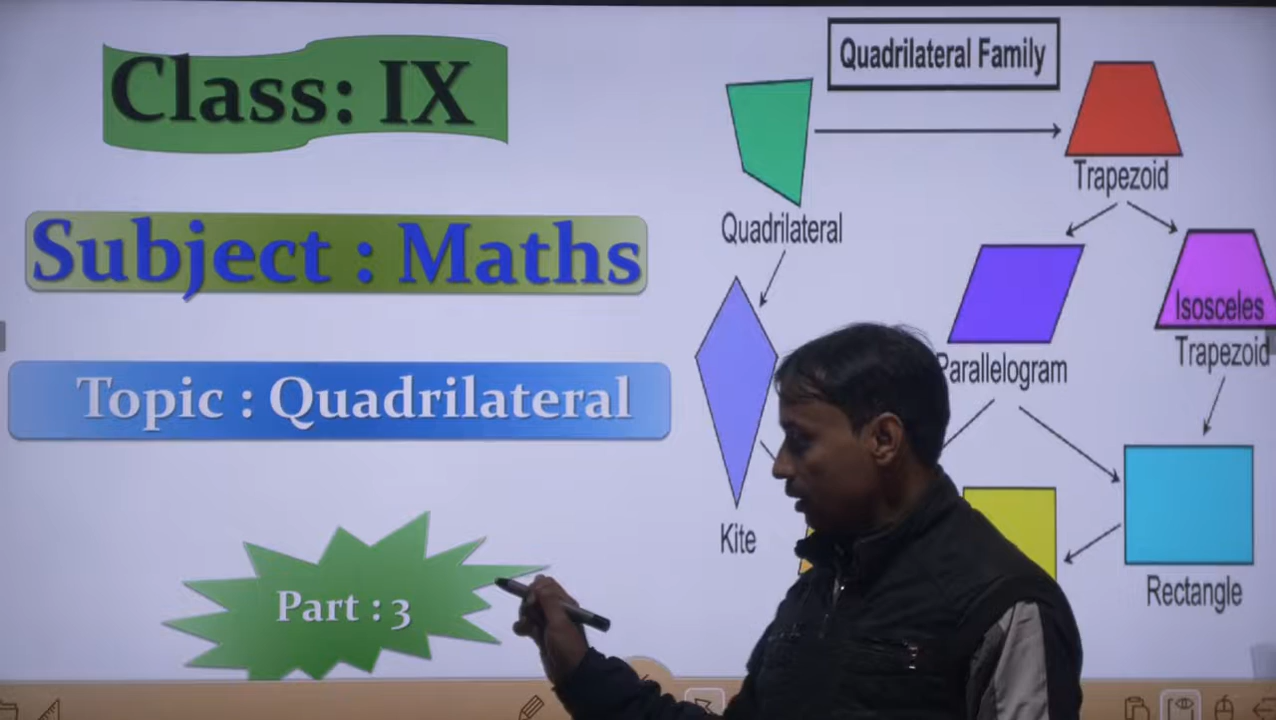 Class: IX
Subject : Maths
Topic : Quadrilateral
Part : 3
Quadrilateral Family
Trapezoid
Quadrilateral
Isosceles
Trapezoid
Parallelogram
Kite
Rectangle